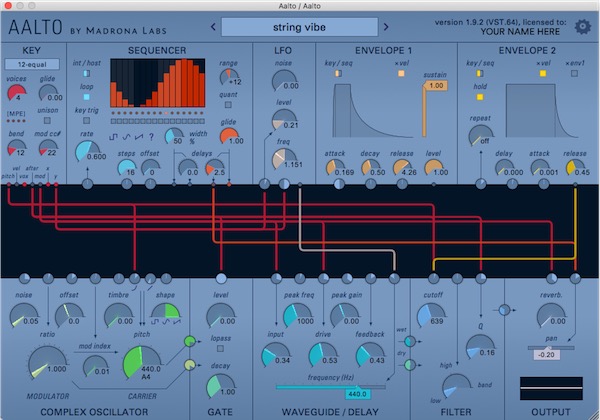 Aalto / Aalto
AALTO BY MADRONA LABS
string vibe
version 1.9.2 (VST.64), licensed to:
YOUR NAME HERE
KEY
SEQUENCER
LFO
ENVELOPE 1
ENVELOPE 2
12-equal
int / host
range
noise
key / seq
×vel
key / seq
×vel
×env1
voices
glide
loop
+12
sustain
hold
4
0.00
quant
0.00
1.00
[MPE]
unison
key trig
level
repeat
bend
mod cc#
rate
glide
0.21
off
width
%
50
1.00
12
22
0.600
steps
offset
delays
freq
attack
decay
release
level
delay
attack
release
16
0
0.0
2.5
1.151
0.169
0.50
4.26
1.00
0.00
0.001
0.45
vel
after
x
pitch
vox
mod
y
noise
offset
timbre
shape
level
peak freq
peak gain
cutoff
reverb
0.05
0.0
0.00
0.00
1000
0.00
639
0.00
ratio
mod index
pitch
lopass
input
drive
feedback
wet
Q
pan
0.34
0.53
0.43
dry
0.16
-0.20
1.000
0.01
440.0
A4
decay
1.00
frequency (Hz)
440.0
high
band
low
MODULATOR
CARRIER
COMPLEX OSCILLATOR
GATE
WAVEGUIDE / DELAY
FILTER
OUTPUT